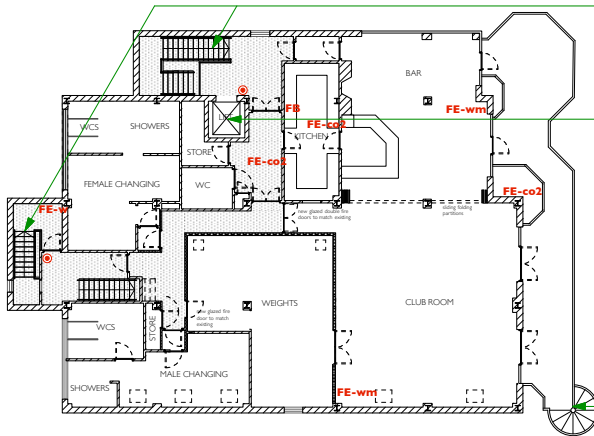 BAR
LIFT
FB
FE-wm
WCS
SHOWERS
FE-co2
KITCHEN
STORE
FE-co2
WC
FEMALE CHANGING
FE-co2
FE-w
new glazed double fire
doors to match existing
sliding folding
partitions
WEIGHTS
CLUB ROOM
new glazed fire
door to match
existing
WCS
STORE
MALE CHANGING
SHOWERS
FE-wm